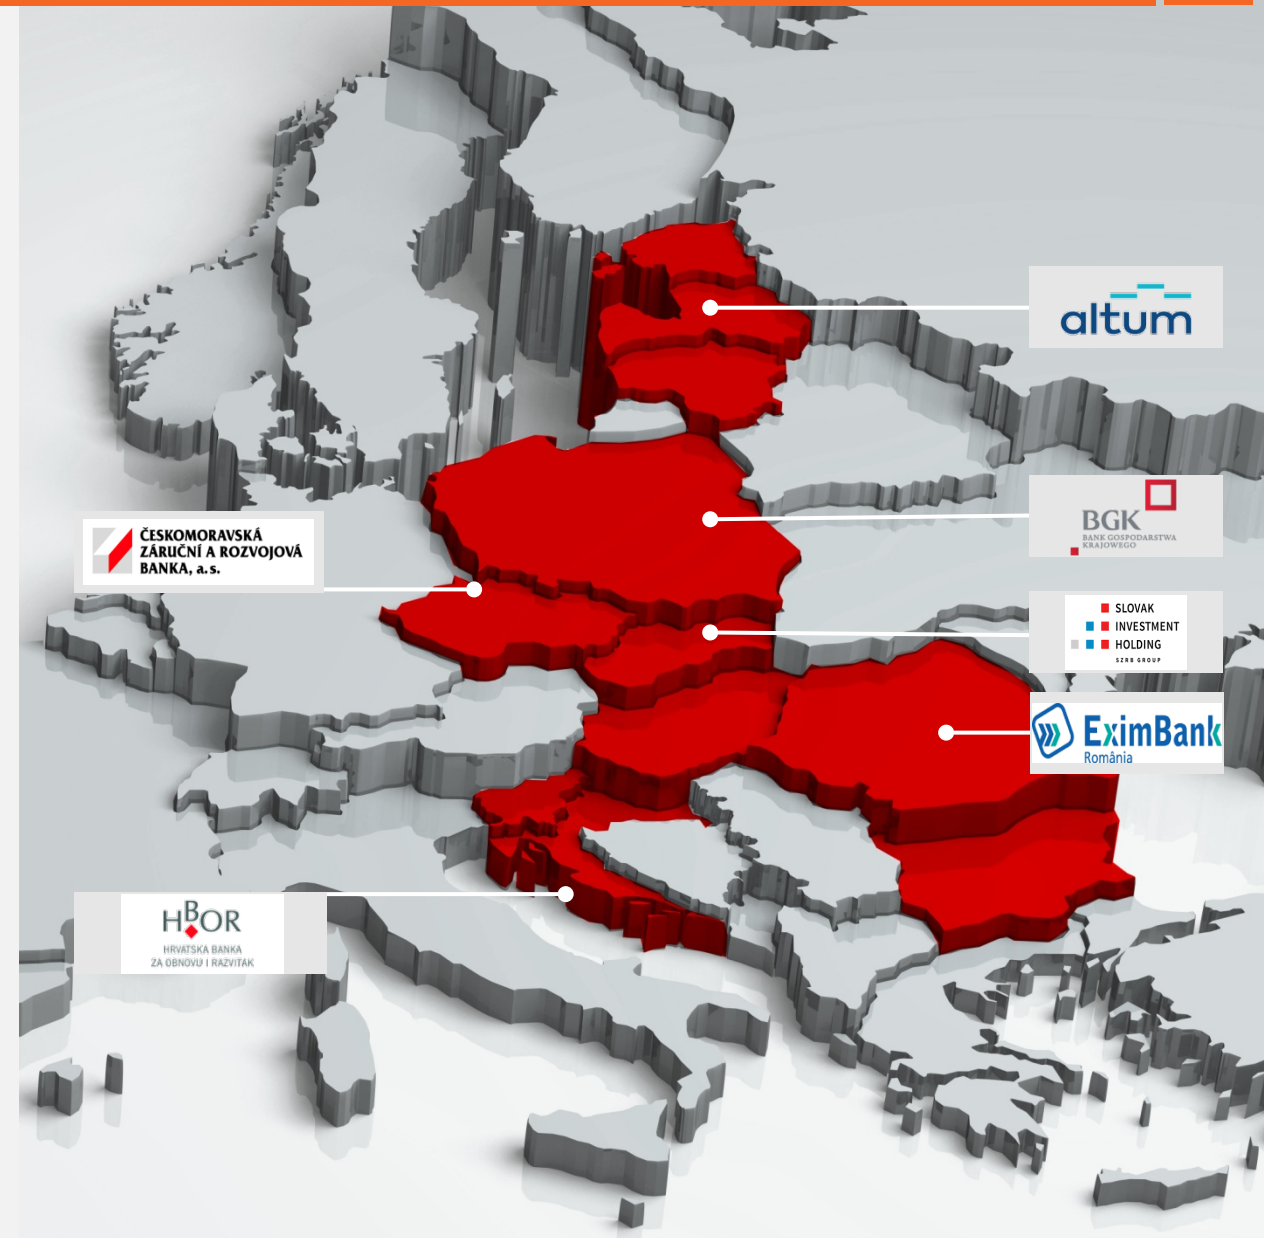 altum
BGK
BANK GOSPODARSTWA
KRAJOWEGO
ČESKOMORAVSKÁ
ZÁRUČNÍ A ROZVOJOVÁ
BANKA, a.s.
SLOVAK
INVESTMENT
HOLDING
SZRB GROUP
EximBank
România
HBOR
HRVATSKA BANKA
ZA OBNOVU I RAZVITAK